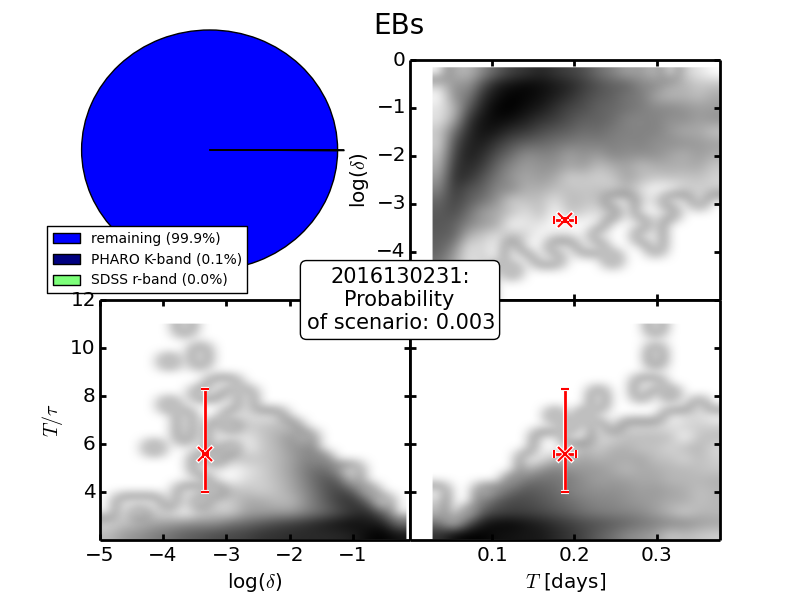 EBs
remaining (99.9%)
PHARO K-band (0.1%)
SDSS r-band (0.0%)
0
−1
−2
−3
−4
log(δ)
2016130231:
Probability
of scenario: 0.003
12
10
8
6
4
T/τ
−5 −4 −3 −2 −1
log(δ)
0.1 0.2 0.3
T [days]